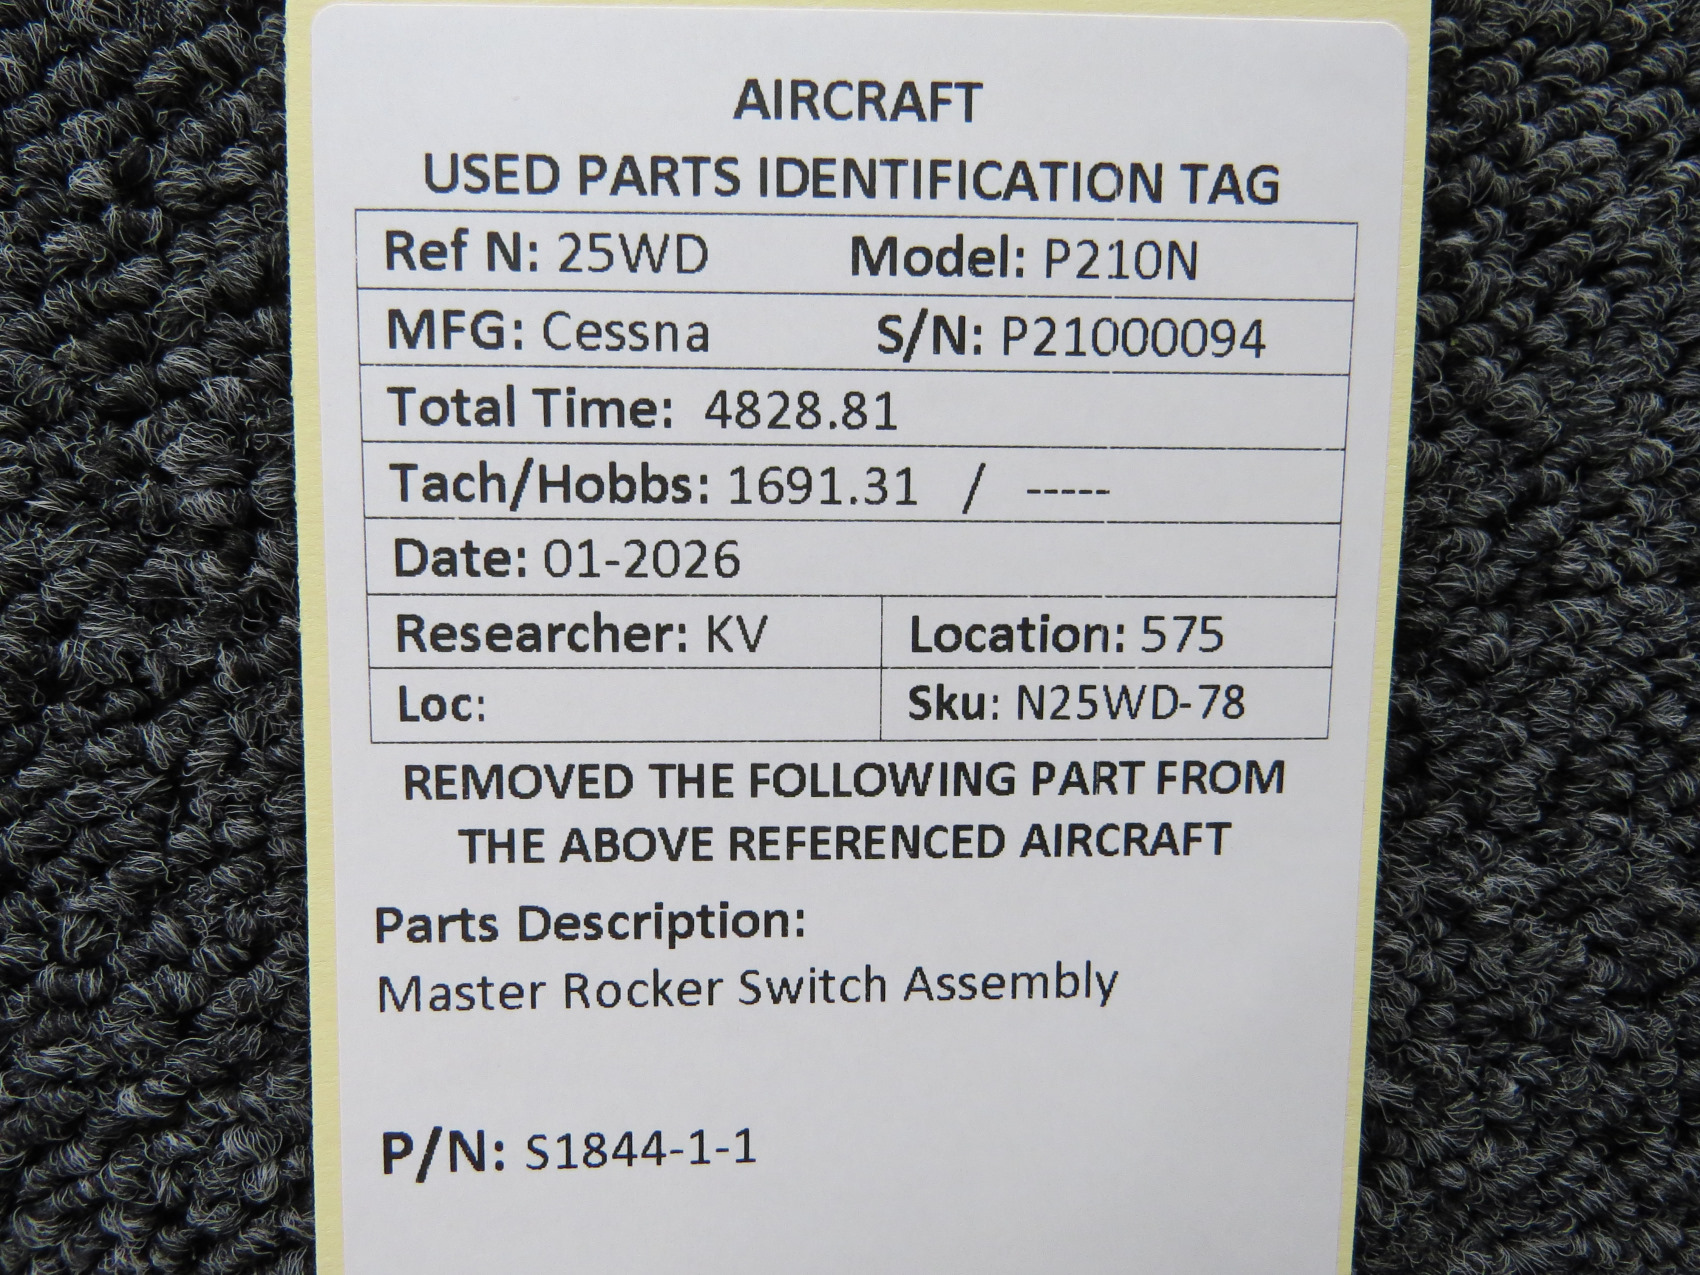 AIRCRAFT
USED PARTS IDENTIFICATION TAG
Ref N: 25WD Model: P210N
MFG: Cessna S/N: P21000094
Total Time: 4828.81
Tach/Hobbs: 1691.31 / -----
Date: 01-2026
Researcher: KV Location: 575
Loc: Sku: N25WD-78
REMOVED THE FOLLOWING PART FROM
THE ABOVE REFERENCED AIRCRAFT
Parts Description:
Master Rocker Switch Assembly
P/N: S1844-1-1